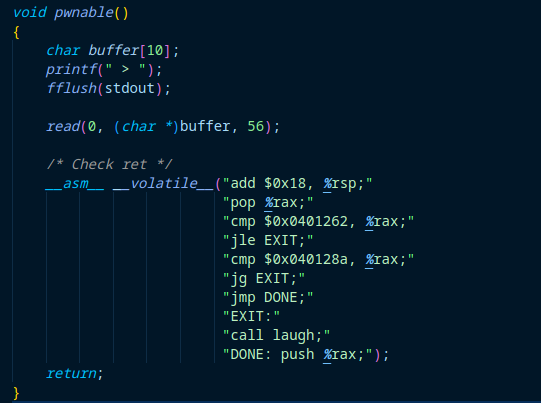 void pwnable()
{
    char buffer[10];
    printf(" > ");
    fflush(stdout);
    read(0, (char *)buffer, 56);
    /* Check ret */
    __asm__ __volatile__("add $0x18, %rsp;"
                         "pop %rax;"
                         "cmp $0x0401262, %rax;"
                         "jle EXIT;"
                         "cmp $0x040128a, %rax;"
                         "jg EXIT;"
                         "jmp DONE;"
                         "EXIT:"
                         "call laugh;"
                         "DONE: push %rax;");
    return;
}